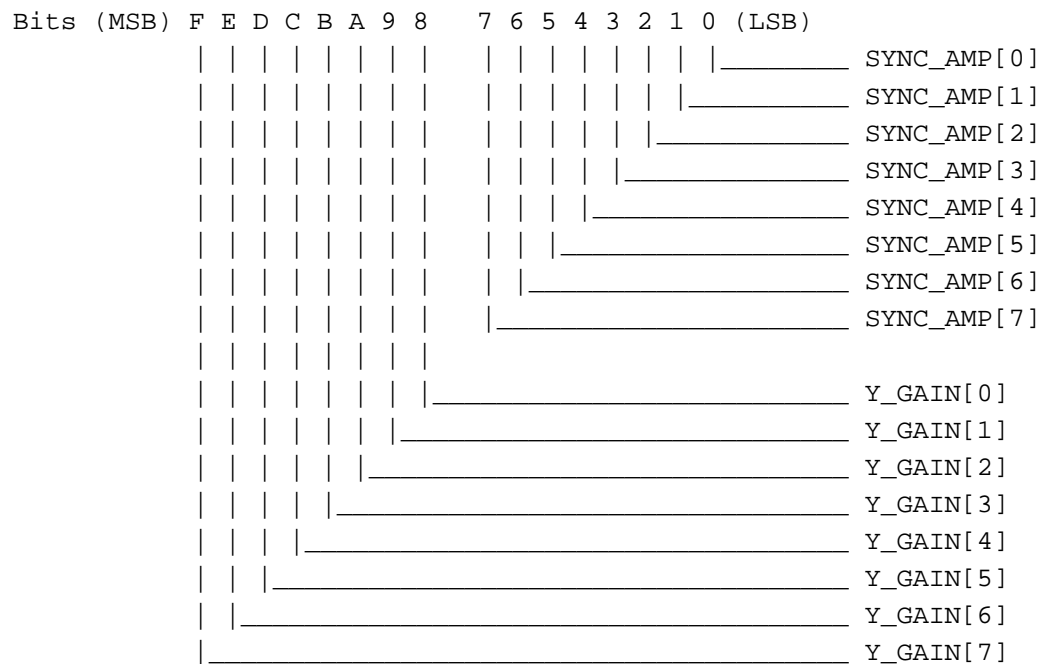 Bits (MSB) F E D C B A 9 8 7 6 5 4 3 2 1 0 (LSB)
SYNC_AMP[0]
SYNC_AMP[1]
SYNC_AMP[2]
SYNC_AMP[3]
SYNC_AMP[4]
SYNC_AMP[5]
SYNC_AMP[6]
SYNC_AMP[7]
Y_GAIN[0]
Y_GAIN[1]
Y_GAIN[2]
Y_GAIN[3]
Y_GAIN[4]
Y_GAIN[5]
Y_GAIN[6]
Y_GAIN[7]